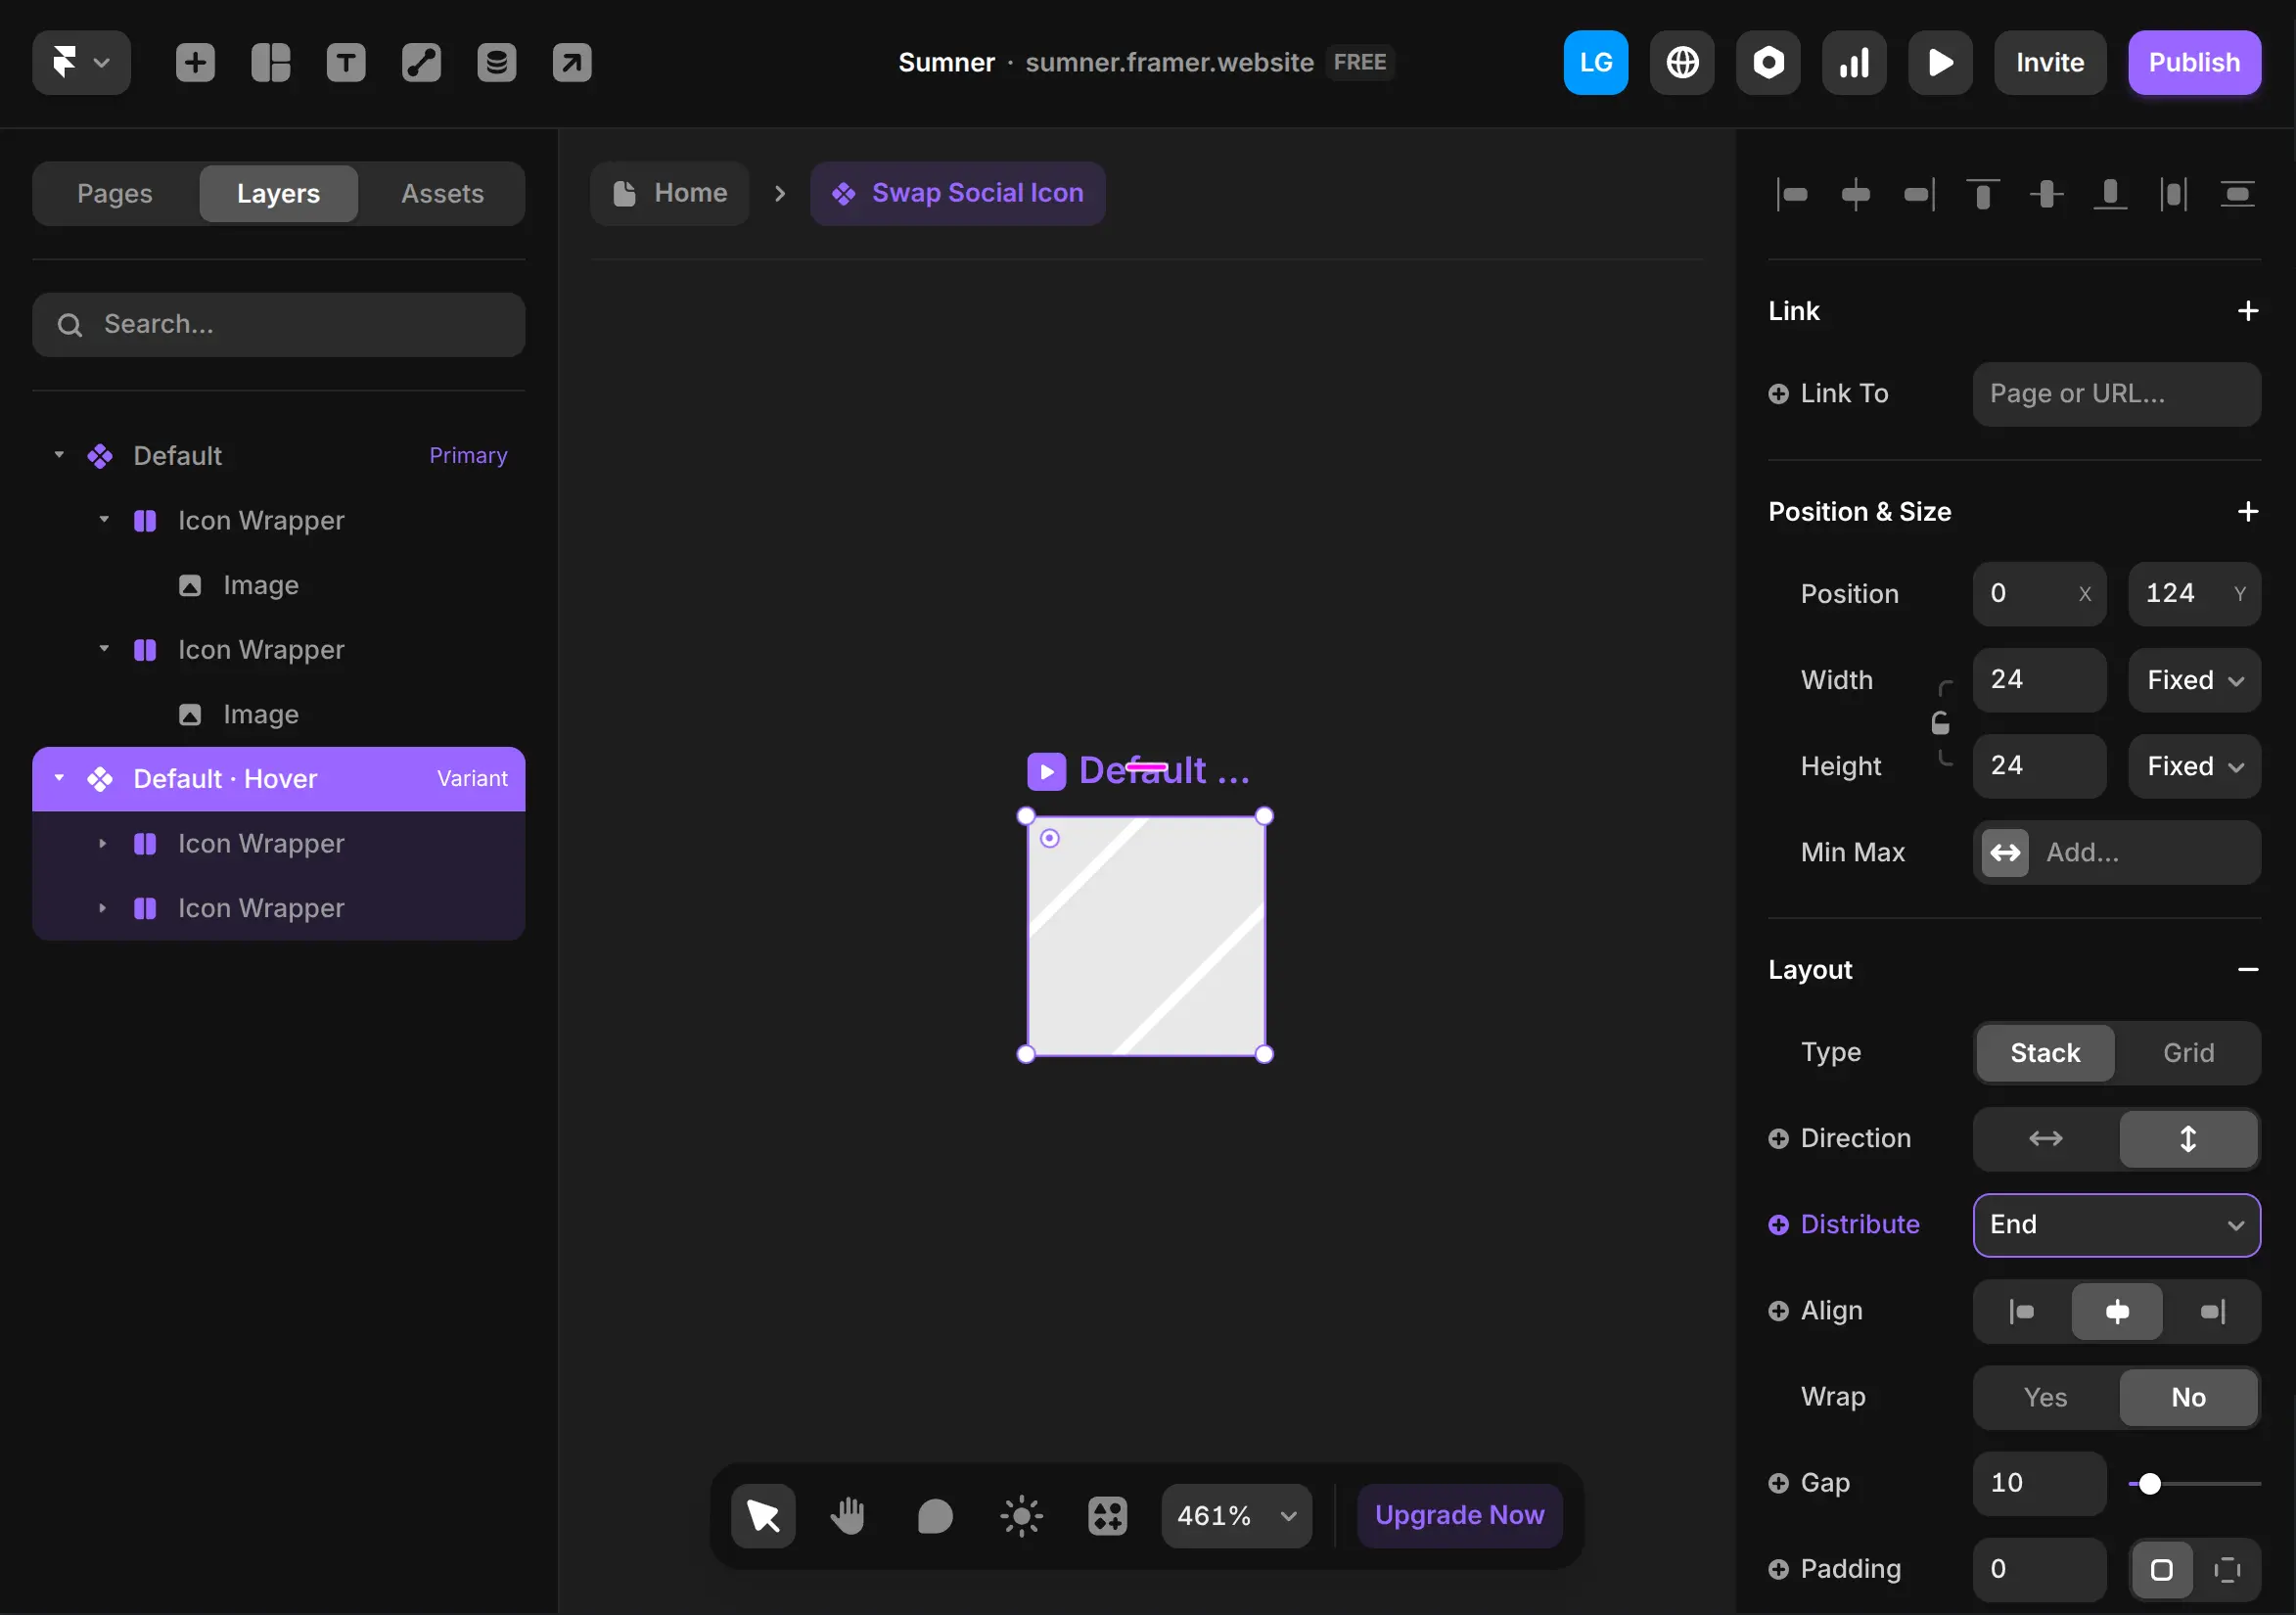 Sumner · sumner.framer.website FREE
LG
Invite
Publish
Pages
Layers
Assets
Search...
Default
Primary
Icon Wrapper
Image
Icon Wrapper
Image
Default · Hover
Variant
Icon Wrapper
Icon Wrapper
Home
Swap Social Icon
Default ...
461%
Upgrade Now
Link
Link To
Page or URL...
Position & Size
Position
0
X
124
Y
Width
24
Fixed
Height
24
Fixed
Min Max
Add...
Layout
Type
Stack
Grid
Direction
Distribute
End
Align
Wrap
Yes
No
Gap
10
Padding
0